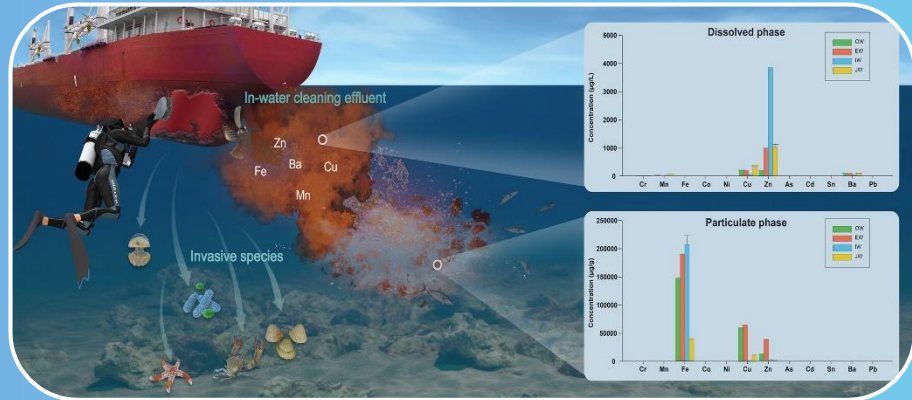 In-water cleaning effluent
Zn
Fe
Ba
Cu
Mn
Invasive species
Dissolved phase
Concentration (µg/L)
5000
4000
3000
2000
1000
0
Cr Mn Fe Co Ni Cu Zn As Cd Sn Ba Pb
Particulate phase
Concentration (µg/g)
250000
200000
150000
100000
50000
0
Cr Mn Fe Co Ni Cu Zn As Cd Sn Ba Pb